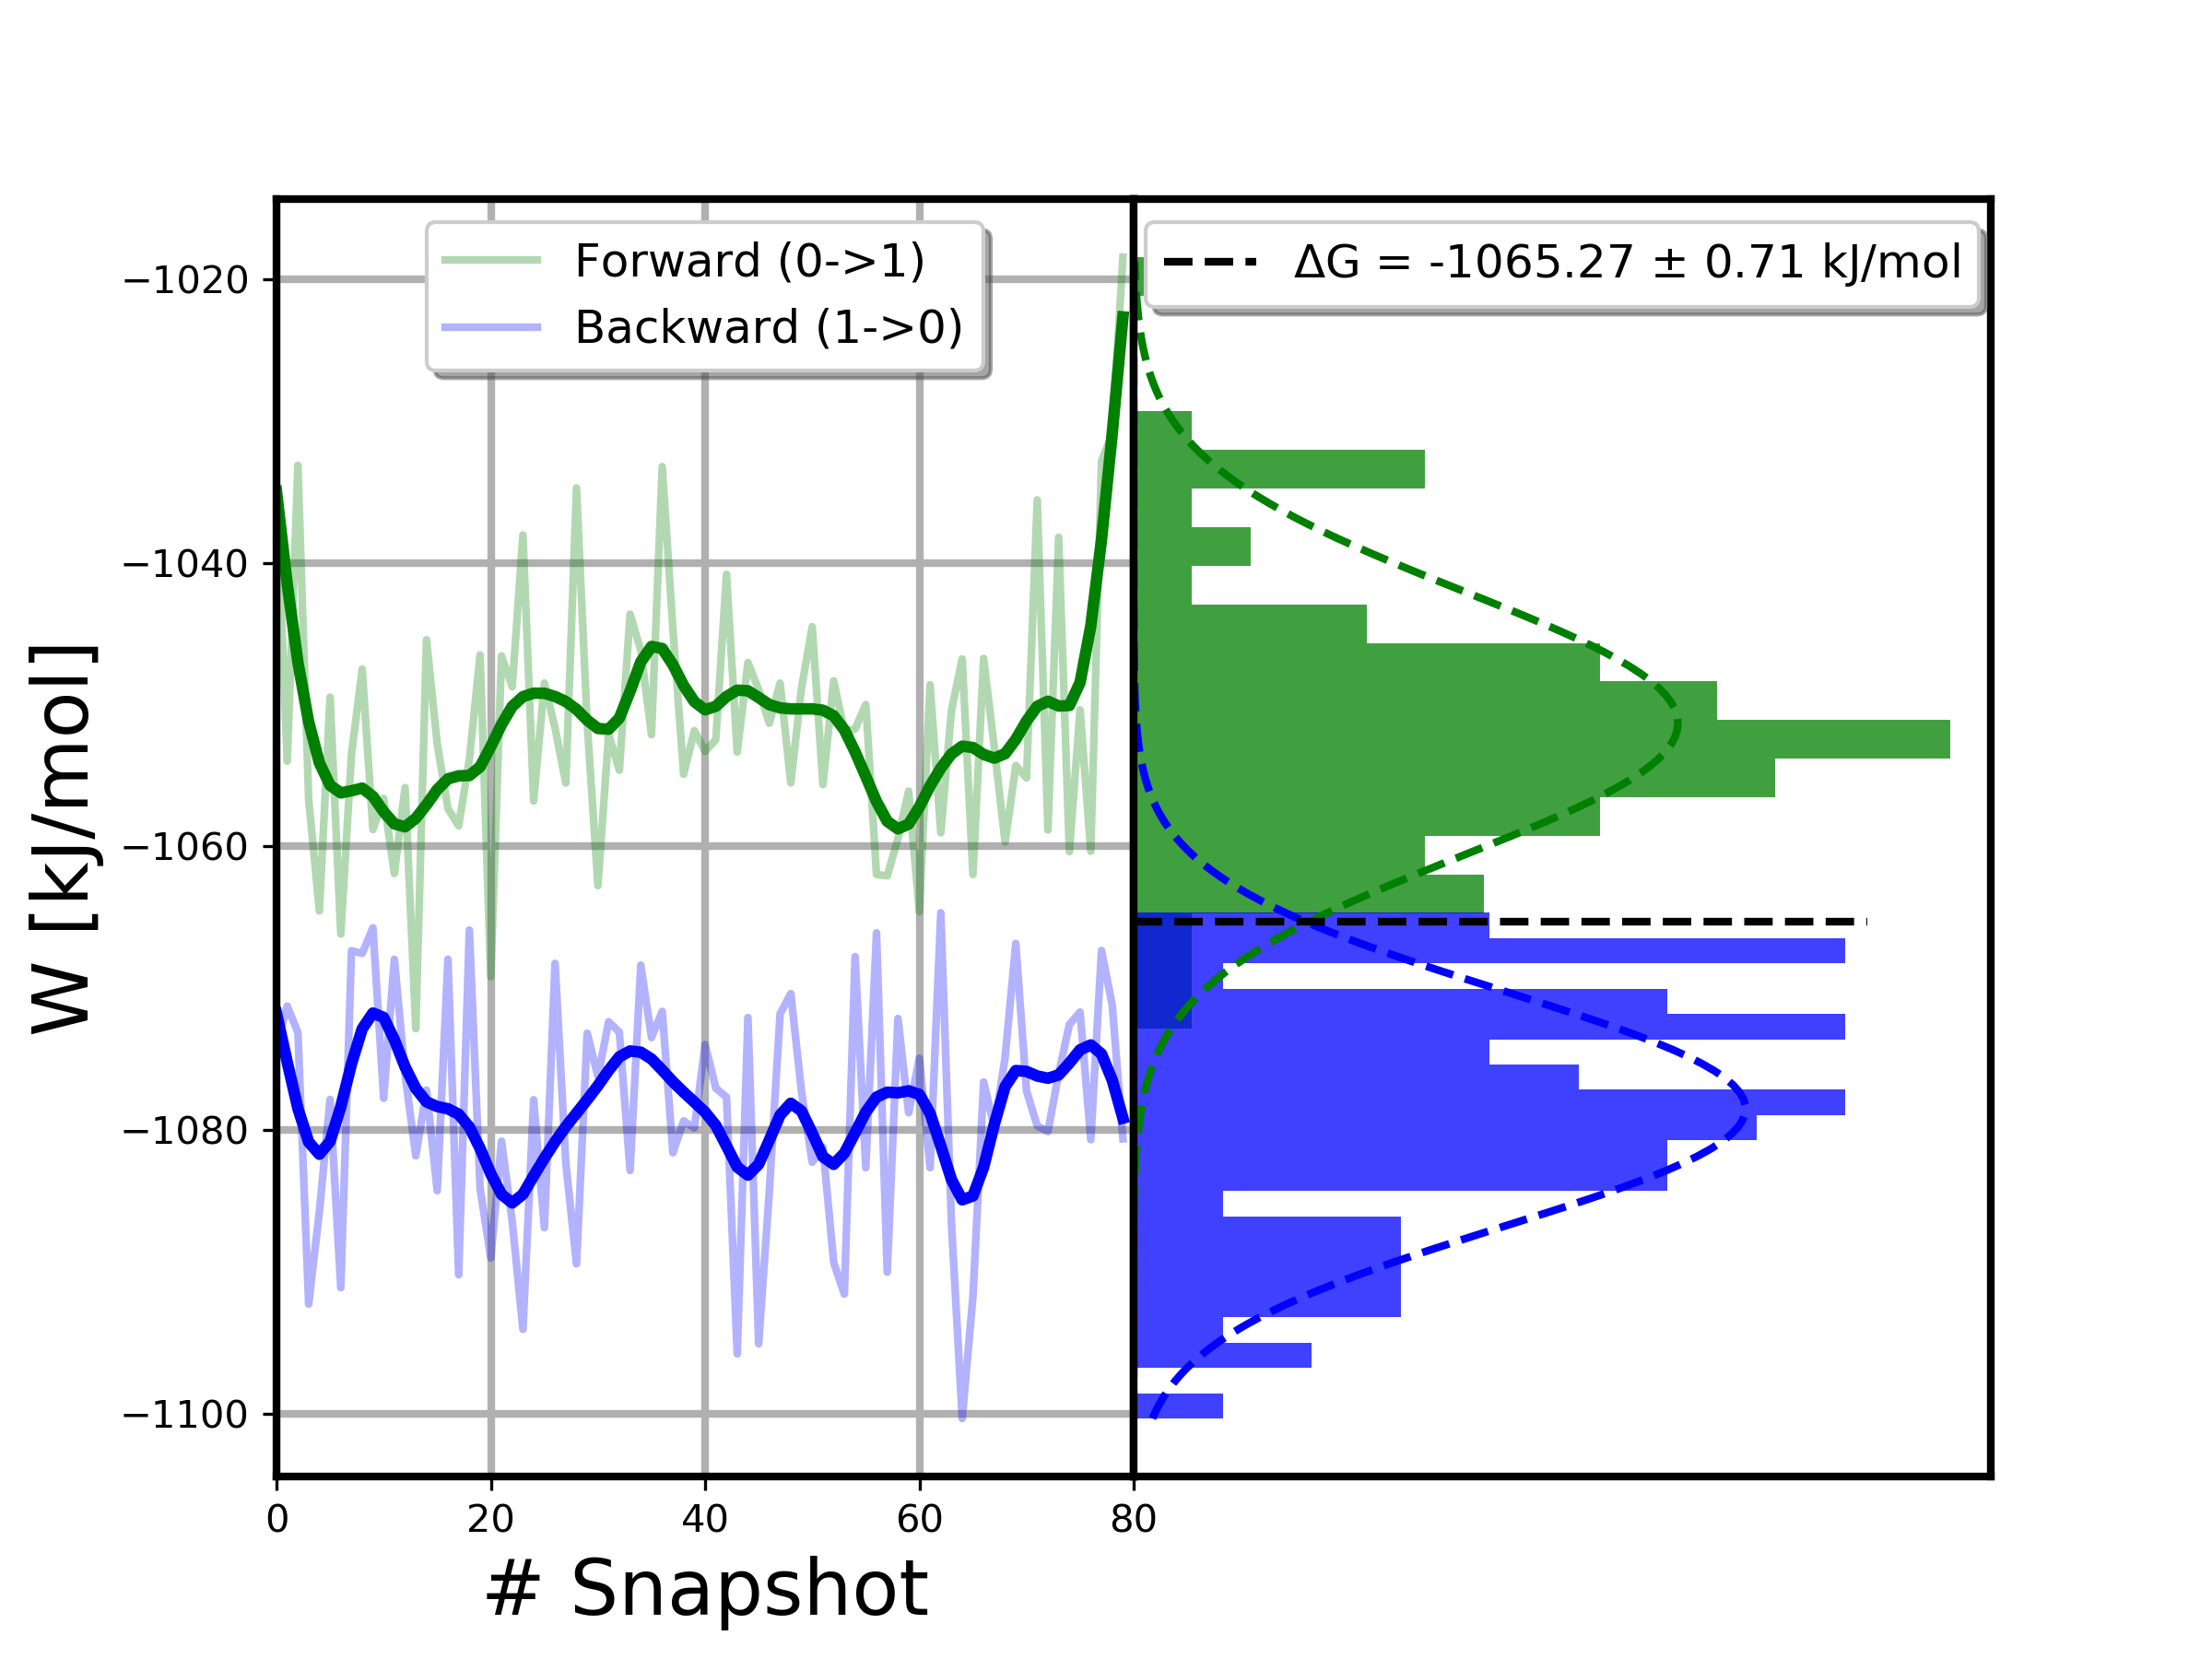 Forward (0->1)
Backward (1->0)
ΔG = -1065.27 ± 0.71 kJ/mol
−1020
−1040
−1060
−1080
−1100
W [kJ/mol]
0 20 40 60 80
# Snapshot